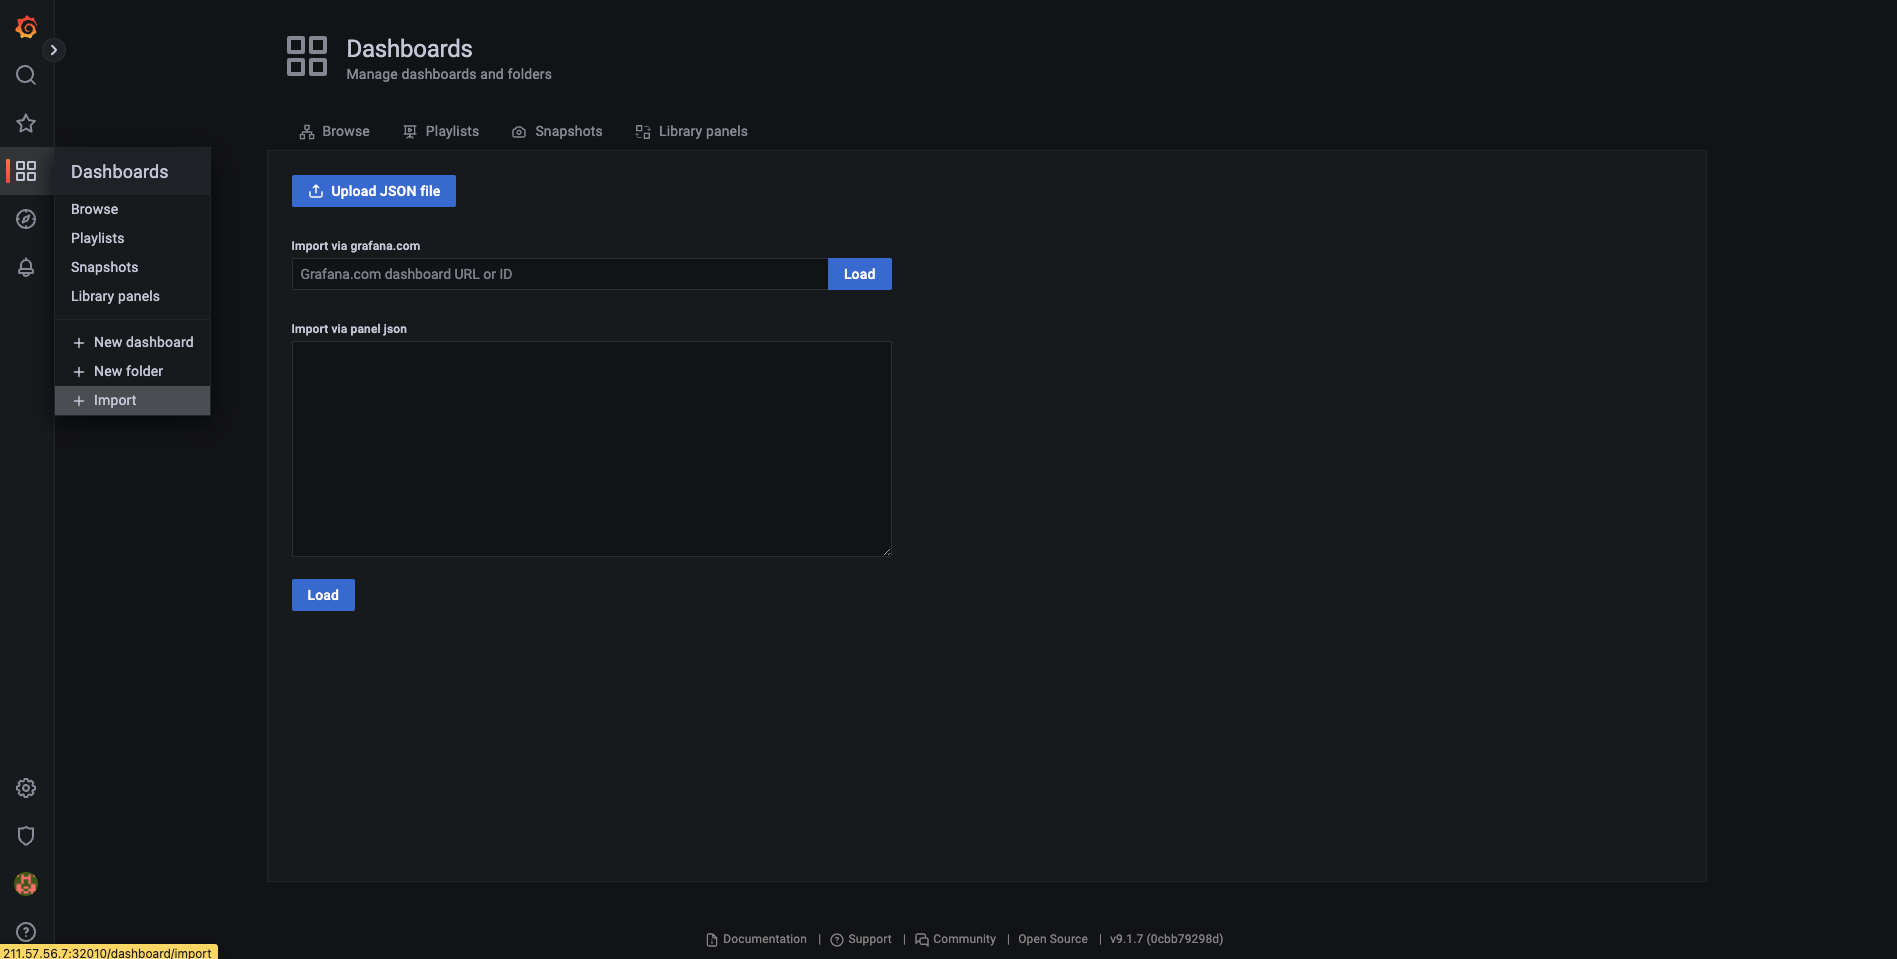 Dashboards
Manage dashboards and folders
Browse
Playlists
Snapshots
Library panels
Dashboards
Browse
Playlists
Snapshots
Library panels
New dashboard
New folder
Import
Upload JSON file
Import via grafana.com
Grafana.com dashboard URL or ID
Load
Import via panel json
Load
Documentation | Support | Community | Open Source | v9.1.7 (0cbb79298d)
211.57.56.7:32010/dashboard/import